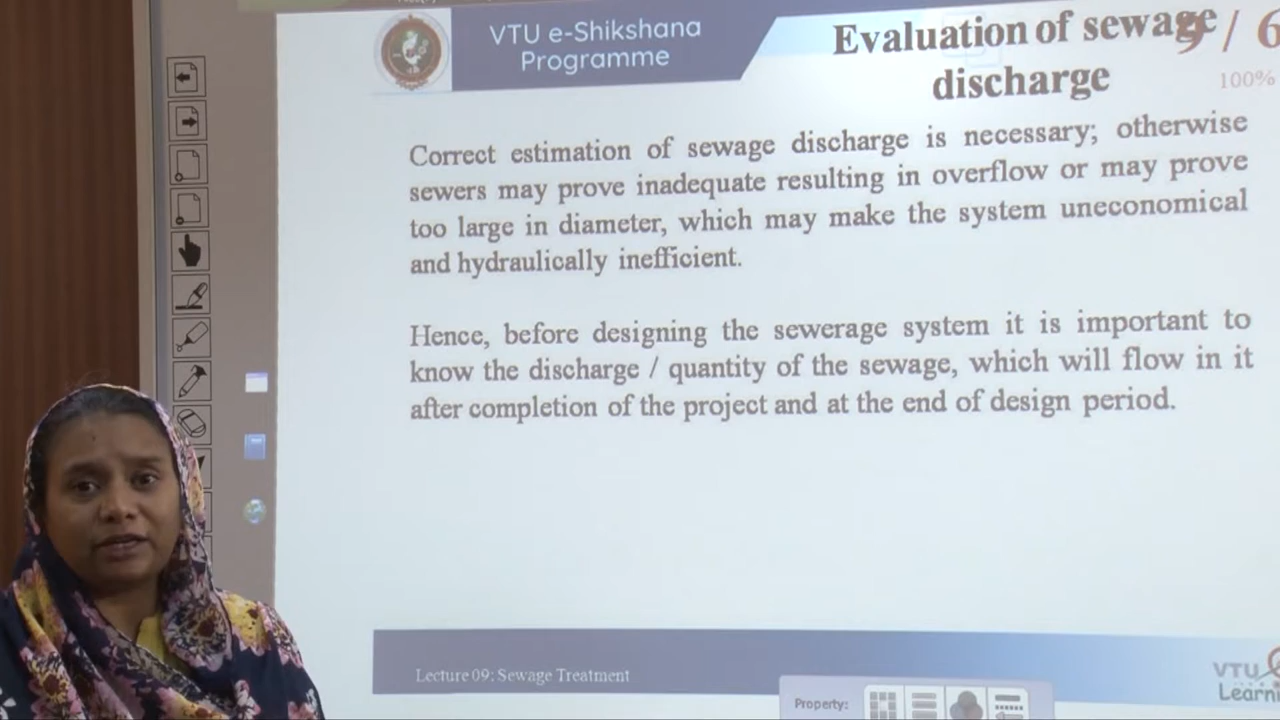 VTU e-Shikshana
Programme
Evaluation of sewage
discharge
9 / 6
100%
Correct estimation of sewage discharge is necessary; otherwise
sewers may prove inadequate resulting in overflow or may prove
too large in diameter, which may make the system uneconomical
and hydraulically inefficient.
Hence, before designing the sewerage system it is important to
know the discharge / quantity of the sewage, which will flow in it
after completion of the project and at the end of design period.
Lecture 09: Sewage Treatment
VTU
Learni
Property: